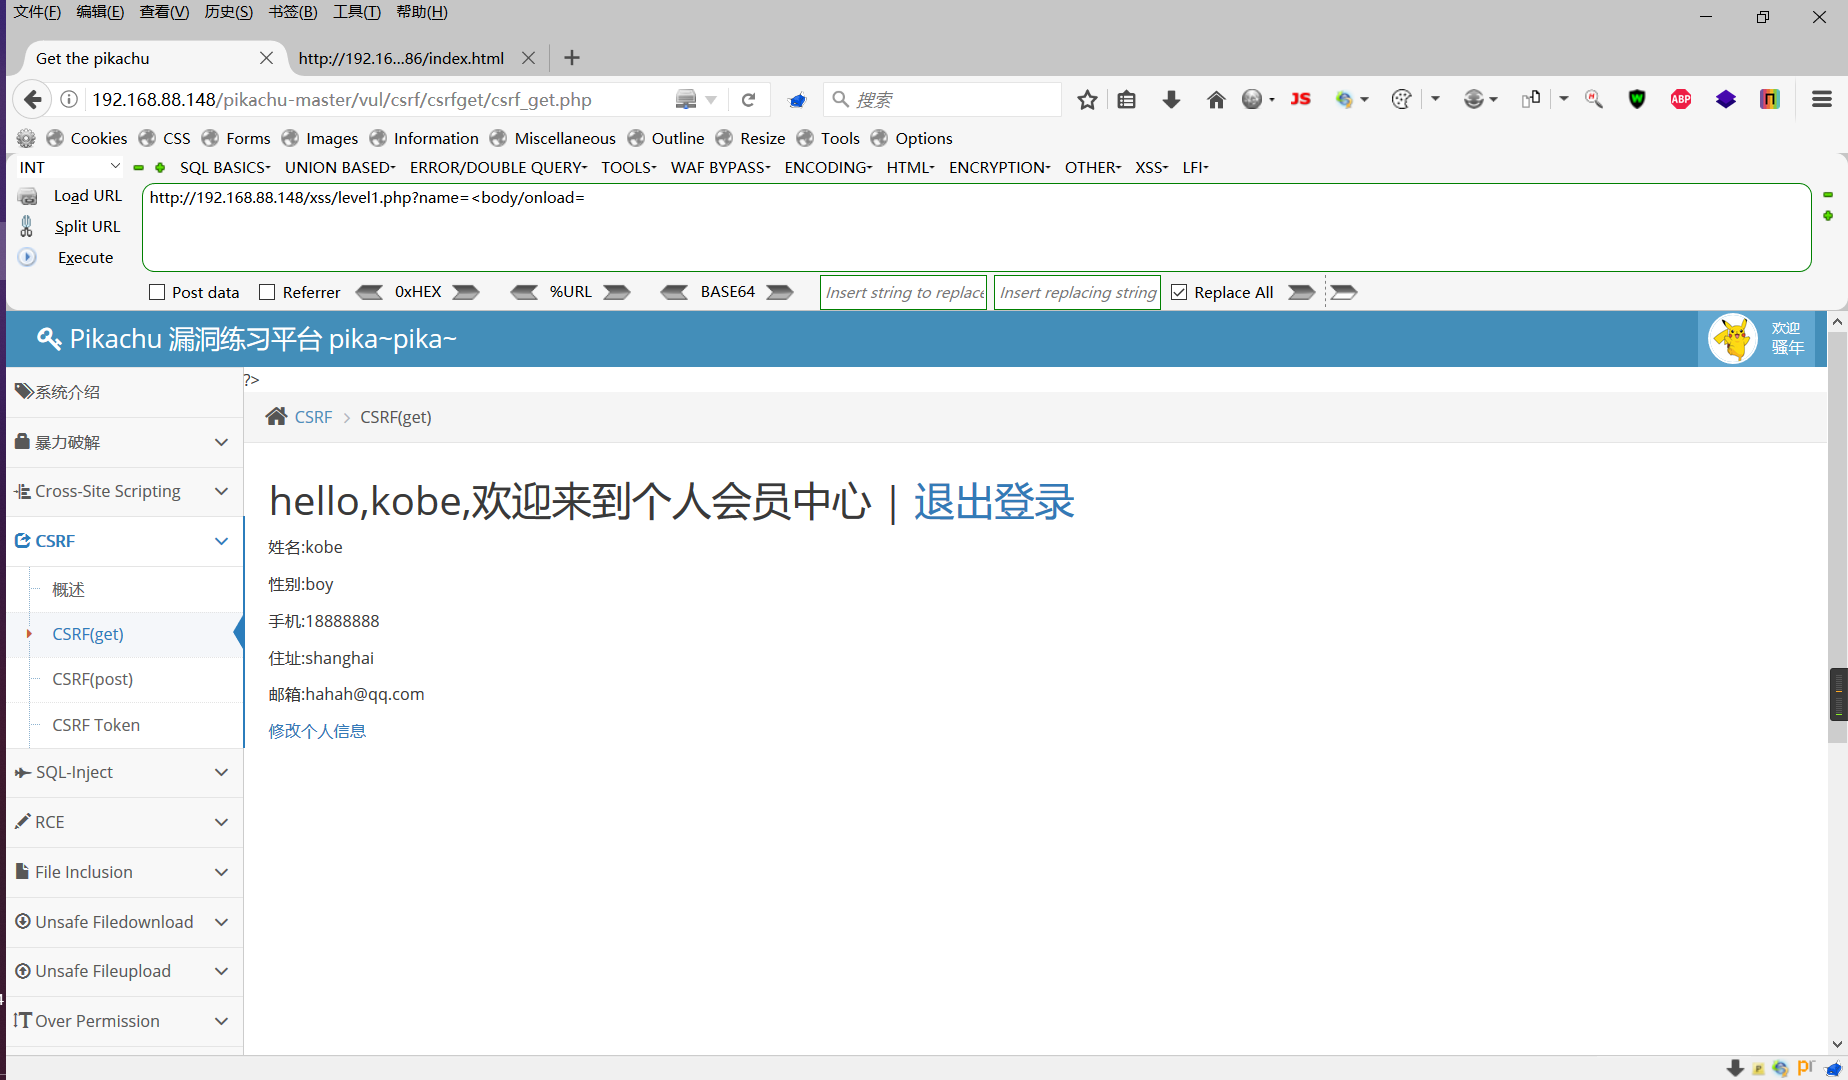 文件(F) 编辑(E) 查看(V) 历史(S) 书签(B) 工具(T) 帮助(H)
Get the pikachu http://192.16...86/index.html
192.168.88.148/pikachu-master/vul/csrf/csrfget/csrf_get.php 搜索 JS ABP
Cookies CSS Forms Images Information Miscellaneous Outline Resize Tools Options
INT SQL BASICS UNION BASED ERROR/DOUBLE QUERY TOOLS WAF BYPASS ENCODING HTML ENCRYPTION OTHER XSS LFI
Load URL http://192.168.88.148/xss/level1.php?name=<body/onload=
Split URL
Execute
Post data Referrer 0xHEX %URL BASE64 Insert string to replace Insert replacing string Replace All
Pikachu 漏洞练习平台 pika~pika~
欢迎
骚年
?>
系统介绍
CSRF CSRF(get)
暴力破解
Cross-Site Scripting
hello,kobe,欢迎来到个人会员中心 | 退出登录
CSRF
姓名:kobe
概述
性别:boy
CSRF(get)
手机:18888888
CSRF(post)
住址:shanghai
CSRF Token
邮箱:hahah@qq.com
修改个人信息
SQL-Inject
RCE
File Inclusion
Unsafe Filedownload
Unsafe Fileupload
Over Permission
pr